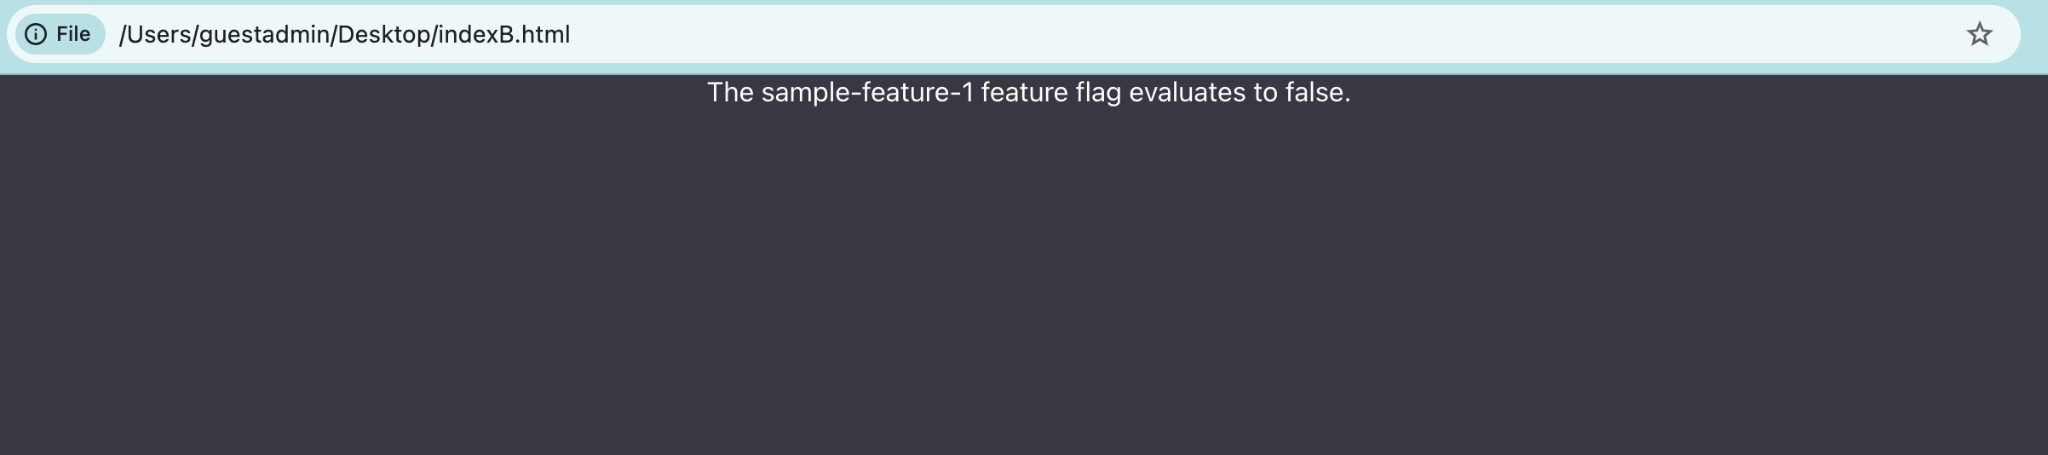 File /Users/guestadmin/Desktop/indexB.html
The sample-feature-1 feature flag evaluates to false.